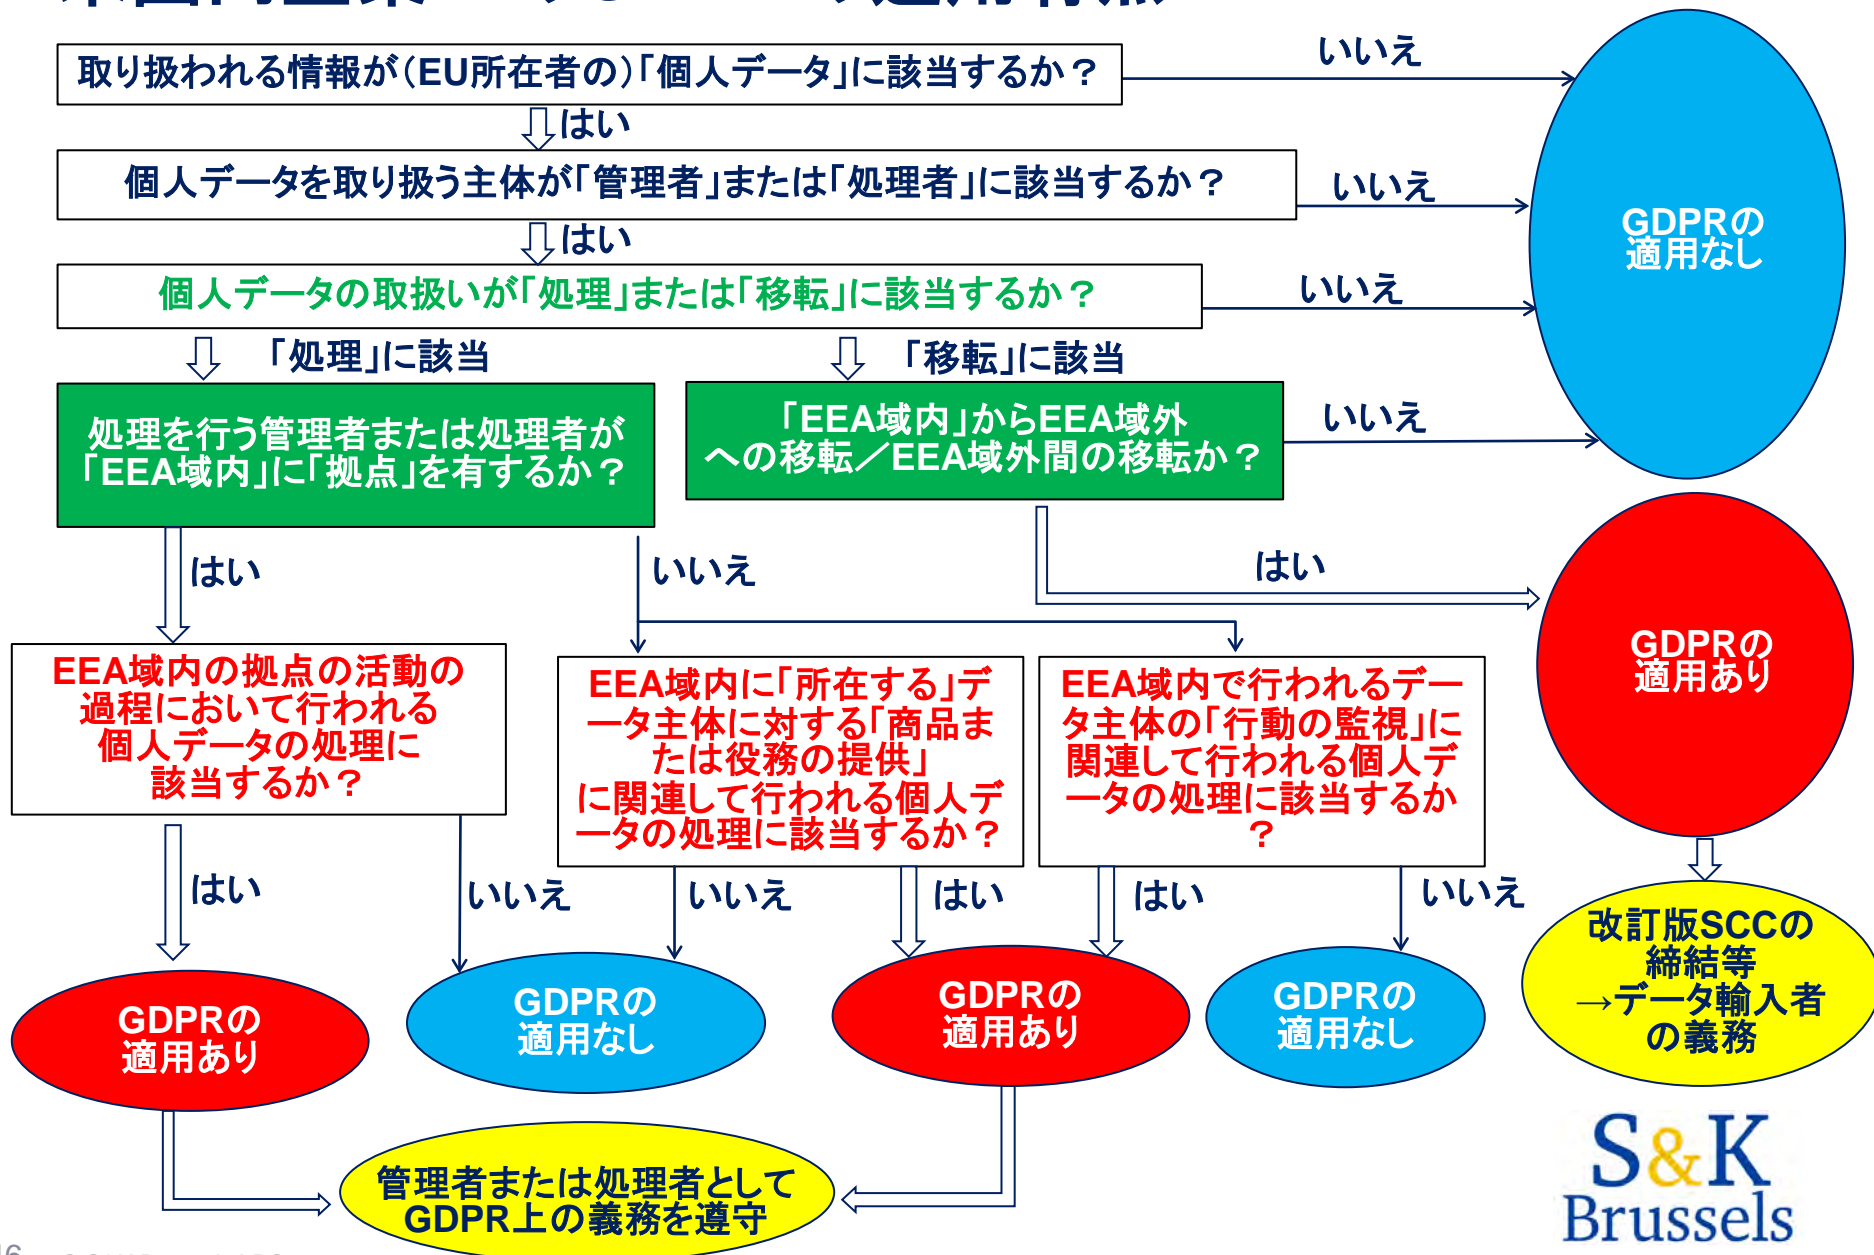 取り扱われる情報が（EU所在者の）「個人データ」に該当するか？
いいえ
はい
個人データを取り扱う主体が「管理者」または「処理者」に該当するか？
いいえ
GDPRの
適用なし
はい
個人データの取扱いが「処理」または「移転」に該当するか？
いいえ
「処理」に該当
「移転」に該当
処理を行う管理者または処理者が
「EEA域内」に「拠点」を有するか？
「EEA域内」からEEA域外
への移転／EEA域外間の移転か？
いいえ
はい
いいえ
はい
GDPRの
適用あり
EEA域内の拠点の活動の
過程において行われる
個人データの処理に
該当するか？
EEA域内に「所在する」デ
ータ主体に対する「商品ま
たは役務の提供」
に関連して行われる個人デ
ータの処理に該当するか？
EEA域内で行われるデー
タ主体の「行動の監視」に
関連して行われる個人デ
ータの処理に該当するか
？
はい
いいえ
いいえ
はい
はい
いいえ
改訂版SCCの
締結等
→データ輸入者
の義務
GDPRの
適用あり
GDPRの
適用なし
GDPRの
適用あり
GDPRの
適用なし
管理者または処理者として
GDPR上の義務を遵守
S&K
Brussels